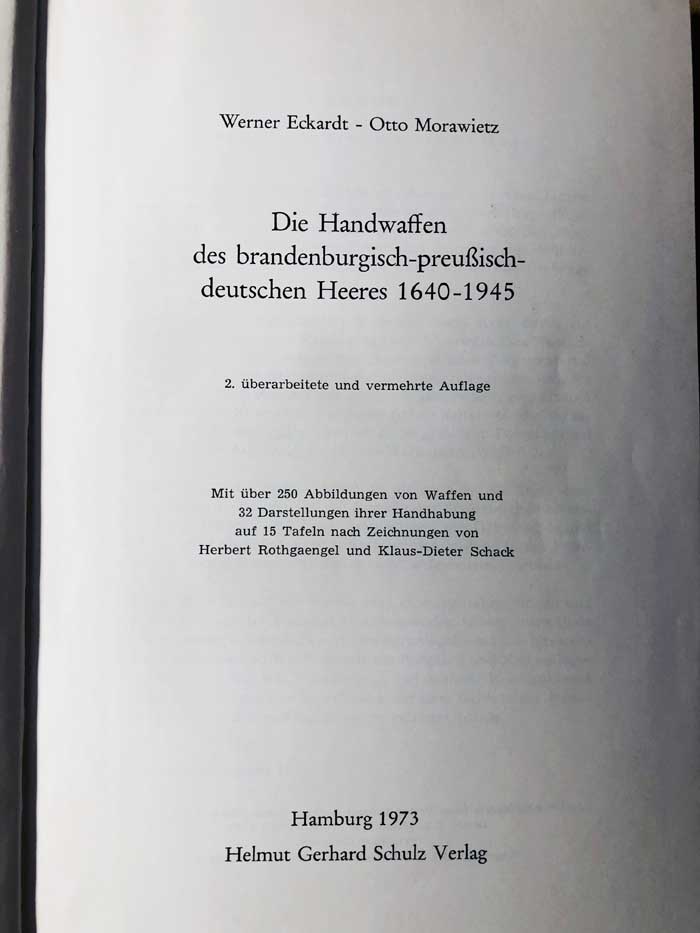 Werner Eckardt - Otto Morawietz
Die Handwaffen
des brandenburgisch-preußisch-
deutschen Heeres 1640-1945
2. überarbeitete und vermehrte Auflage
Mit über 250 Abbildungen von Waffen und
32 Darstellungen ihrer Handhabung
auf 15 Tafeln nach Zeichnungen von
Herbert Rothgaengel und Klaus-Dieter Schack
Hamburg 1973
Helmut Gerhard Schulz Verlag